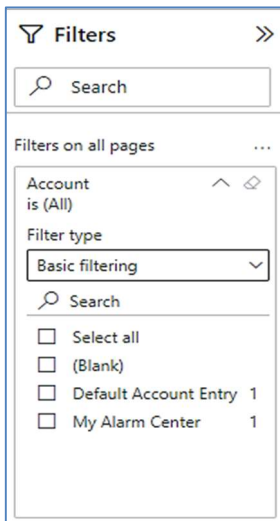 Filters
Search
Filters on all pages ...
Account
is (All)
Filter type
Basic filtering
Search
Select all
(Blank)
Default Account Entry 1
My Alarm Center 1